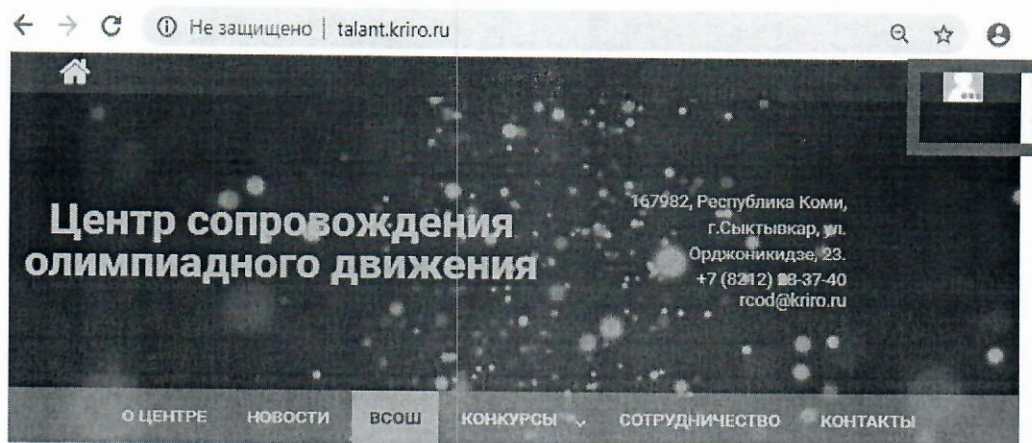 Не защищено | talant.kriro.ru
Центр сопровождения
олимпиадного движения
167982, Республика Коми,
г.Сыктывкар, ул.
Орджоникидзе, 23.
+7 (8212) 28-37-40
rcod@kriro.ru
О ЦЕНТРЕ НОВОСТИ ВСОШ КОНКУРСЫ СОТРУДНИЧЕСТВО КОНТАКТЫ